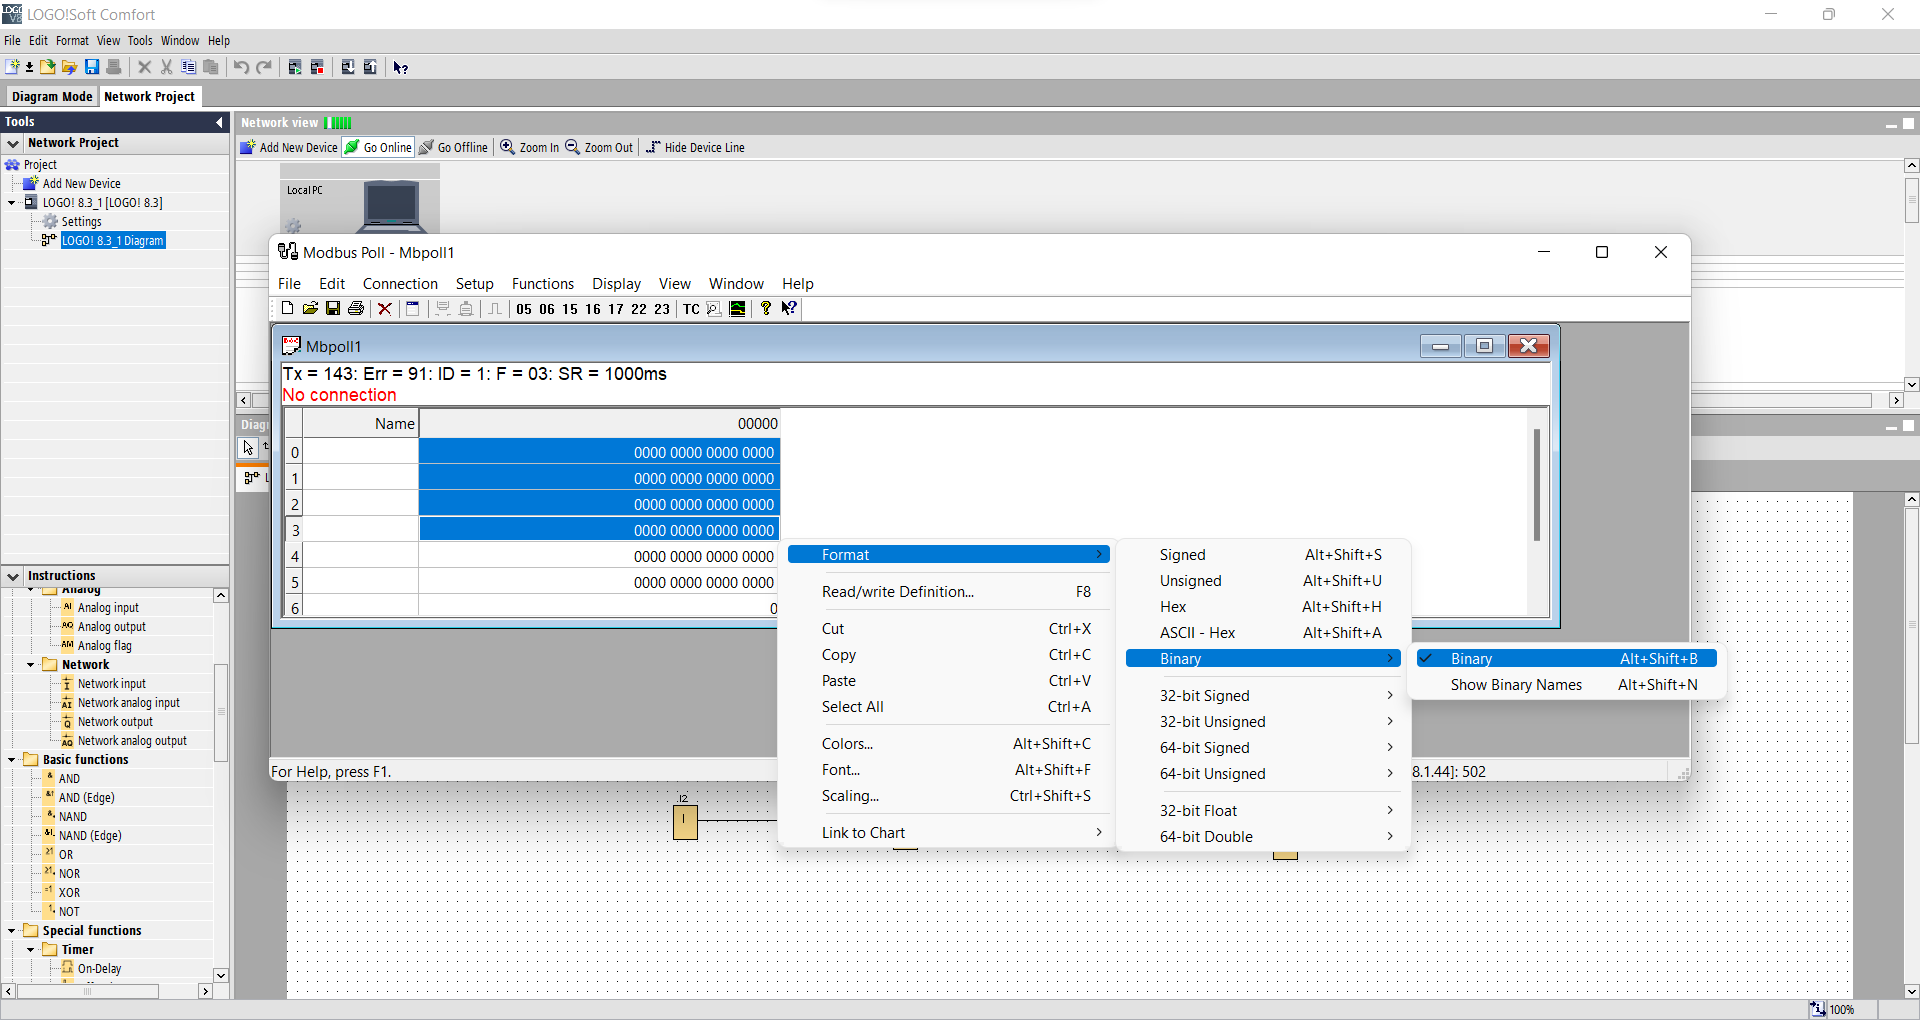 LOGO!Soft Comfort
File Edit Format View Tools Window Help
Diagram Mode Network Project
Tools
Network Project
Project
Add New Device
LOGO! 8.3_1 [LOGO! 8.3]
Settings
LOGO! 8.3_1 Diagram
Network view
Add New Device Go Online Go Offline Zoom In Zoom Out Hide Device Line
Local PC
Modbus Poll - Mbpoll1
File Edit Connection Setup Functions Display View Window Help
05 06 15 16 17 22 23 TC
Mbpoll1
Tx = 143: Err = 91: ID = 1: F = 03: SR = 1000ms
No connection
Name 00000
0 0000 0000 0000 0000
1 0000 0000 0000 0000
2 0000 0000 0000 0000
3 0000 0000 0000 0000
4 0000 0000 0000 0000
5 0000 0000 0000 0000
6 0
Format
Read/write Definition... F8
Cut Ctrl+X
Copy Ctrl+C
Paste Ctrl+V
Select All Ctrl+A
Colors... Alt+Shift+C
Font... Alt+Shift+F
Scaling... Ctrl+Shift+S
Link to Chart
Signed Alt+Shift+S
Unsigned Alt+Shift+U
Hex Alt+Shift+H
ASCII - Hex Alt+Shift+A
Binary
32-bit Signed
32-bit Unsigned
64-bit Signed
64-bit Unsigned
32-bit Float
64-bit Double
Binary Alt+Shift+B
Show Binary Names Alt+Shift+N
For Help, press F1.
8.1.44]: 502
Diag
I2
I
Instructions
Analog
AI Analog input
AQ Analog output
AM Analog flag
Network
I Network input
AI Network analog input
Q Network output
AQ Network analog output
Basic functions
& AND
&↑ AND (Edge)
& NAND
&↓ NAND (Edge)
≥1 OR
≥1 NOR
=1 XOR
1 NOT
Special functions
Timer
On-Delay
100%